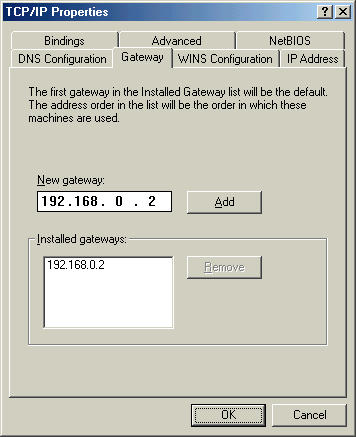 TCP/IP Properties
Bindings Advanced NetBIOS
DNS Configuration Gateway WINS Configuration IP Address
The first gateway in the Installed Gateway list will be the default.
The address order in the list will be the order in which these
machines are used.
New gateway:
192.168. 0 . 2 Add
Installed gateways:
192.168.0.2 Remove
OK Cancel